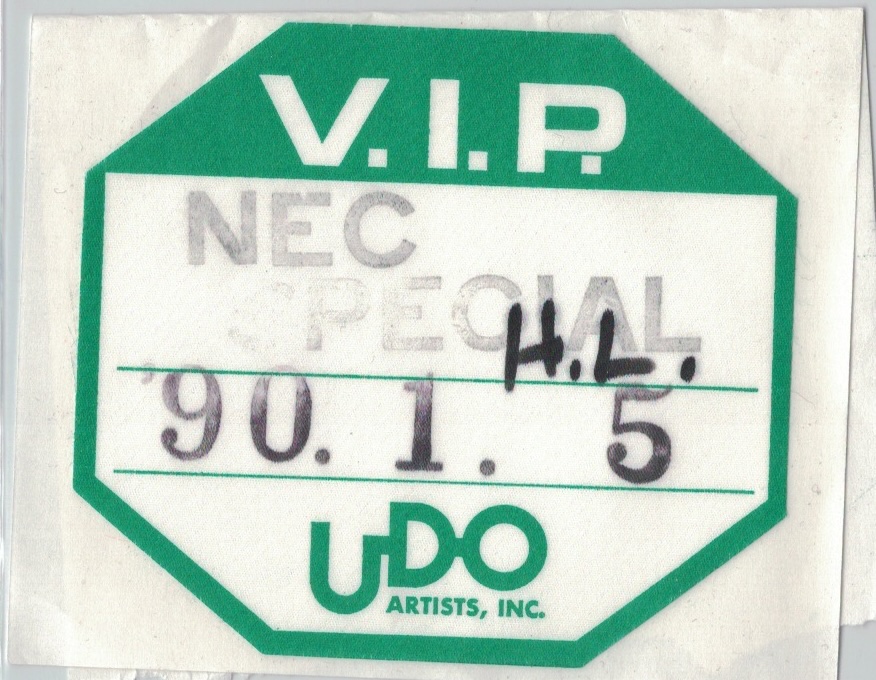 V.I.P.
NEC
SPECIAL
H.L.
'90. 1. 5
UDO
ARTISTS, INC.